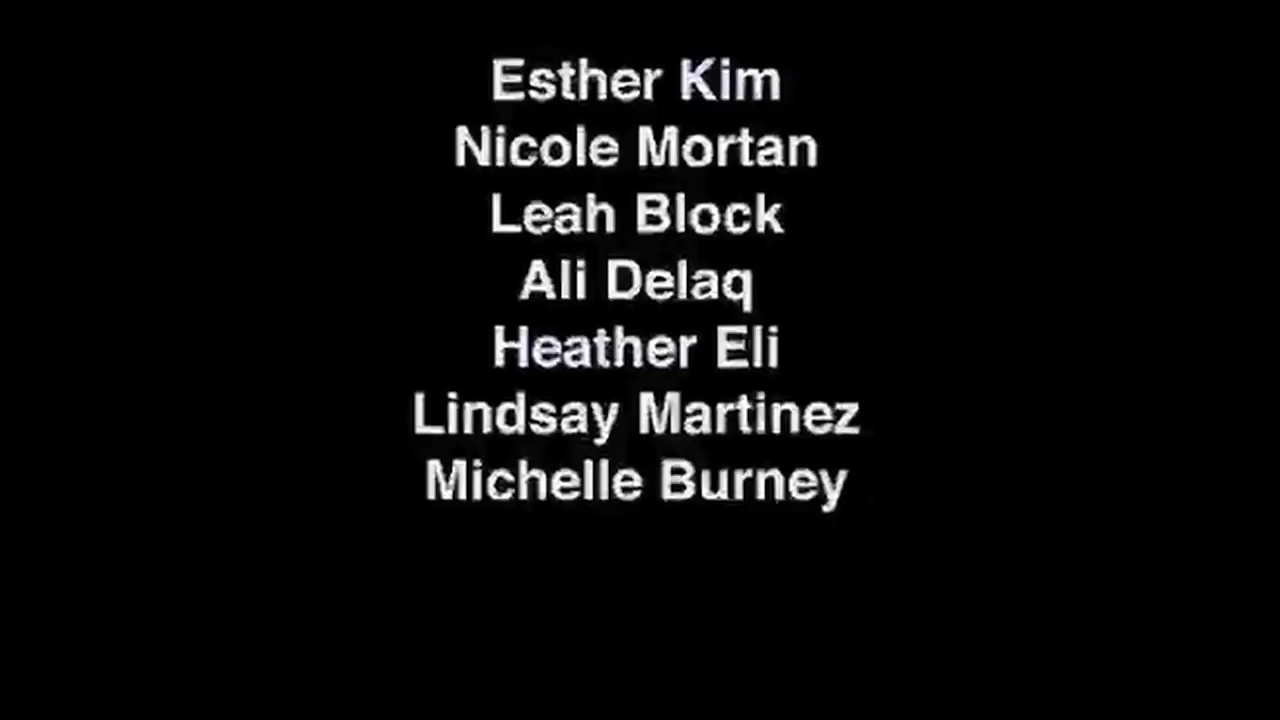 Esther Kim
Nicole Mortan
Leah Block
Ali Delaq
Heather Eli
Lindsay Martinez
Michelle Burney